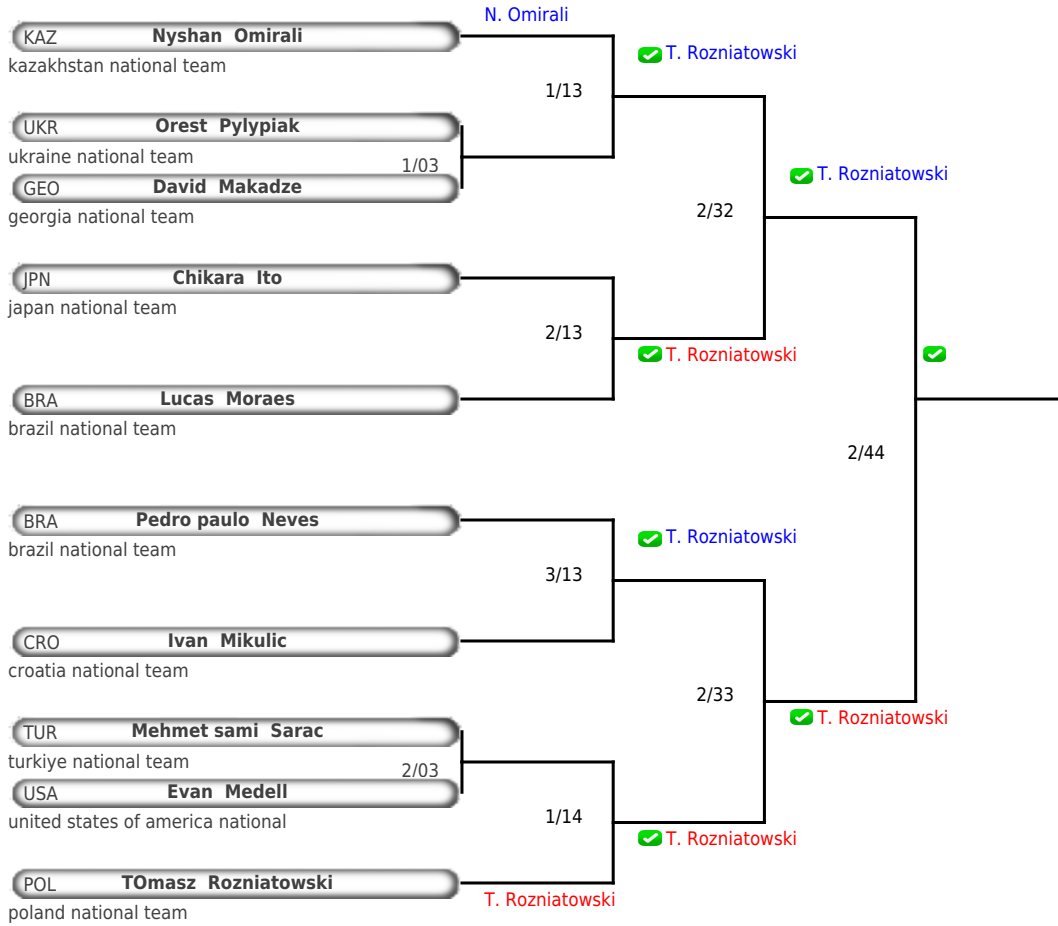 N. Omirali
KAZ Nyshan Omirali
kazakhstan national team
T. Rozniatowski
1/13
UKR Orest Pylypiak
ukraine national team
1/03
GEO David Makadze
georgia national team
T. Rozniatowski
2/32
JPN Chikara Ito
japan national team
2/13
T. Rozniatowski
BRA Lucas Moraes
brazil national team
2/44
BRA Pedro paulo Neves
brazil national team
T. Rozniatowski
3/13
CRO Ivan Mikulic
croatia national team
2/33
T. Rozniatowski
TUR Mehmet sami Sarac
turkiye national team
2/03
USA Evan Medell
united states of america national
1/14
T. Rozniatowski
POL TOmasz Rozniatowski
poland national team
T. Rozniatowski